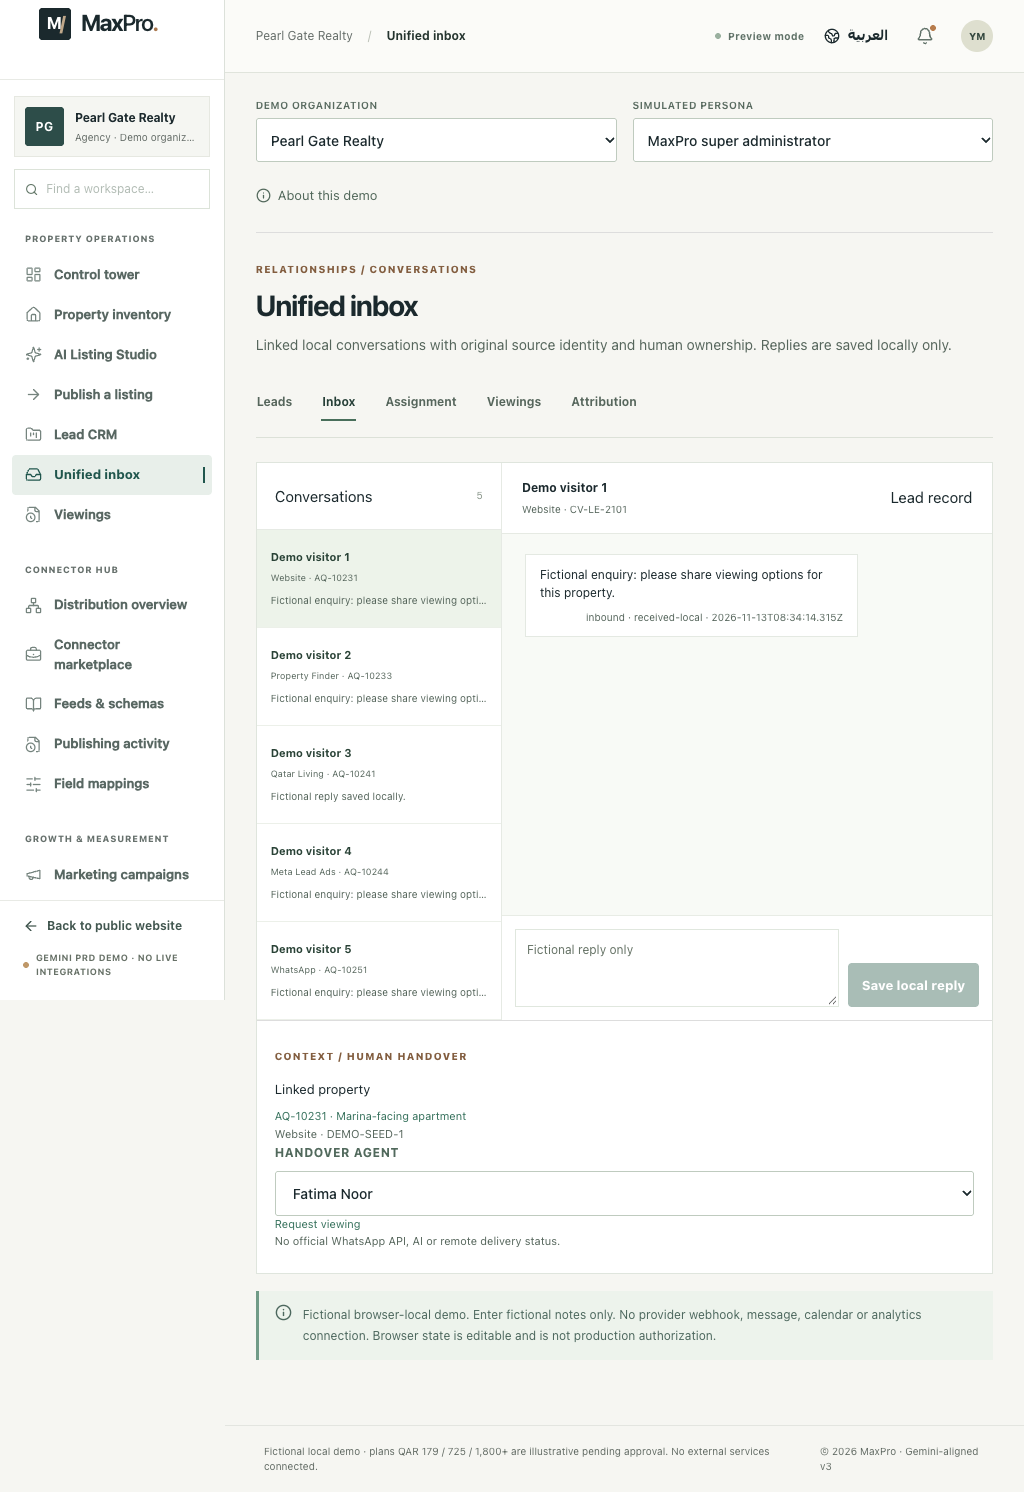 M/ MaxPro.
Pearl Gate Realty / Unified inbox
Preview mode
العربية
YM
PG
Pearl Gate Realty
Agency · Demo organiz...
Find a workspace...
PROPERTY OPERATIONS
Control tower
Property inventory
AI Listing Studio
Publish a listing
Lead CRM
Unified inbox
Viewings
CONNECTOR HUB
Distribution overview
Connector
marketplace
Feeds & schemas
Publishing activity
Field mappings
GROWTH & MEASUREMENT
Marketing campaigns
Back to public website
GEMINI PRD DEMO · NO LIVE
INTEGRATIONS
DEMO ORGANIZATION
Pearl Gate Realty
SIMULATED PERSONA
MaxPro super administrator
About this demo
RELATIONSHIPS / CONVERSATIONS
Unified inbox
Linked local conversations with original source identity and human ownership. Replies are saved locally only.
Leads Inbox Assignment Viewings Attribution
Conversations 5
Demo visitor 1
Website · AQ-10231
Fictional enquiry: please share viewing opti...
Demo visitor 2
Property Finder · AQ-10233
Fictional enquiry: please share viewing opti...
Demo visitor 3
Qatar Living · AQ-10241
Fictional reply saved locally.
Demo visitor 4
Meta Lead Ads · AQ-10244
Fictional enquiry: please share viewing opti...
Demo visitor 5
WhatsApp · AQ-10251
Fictional enquiry: please share viewing opti...
Demo visitor 1
Website · CV-LE-2101
Lead record
Fictional enquiry: please share viewing options for
this property.
inbound · received-local · 2026-11-13T08:34:14.315Z
Fictional reply only
Save local reply
CONTEXT / HUMAN HANDOVER
Linked property
AQ-10231 · Marina-facing apartment
Website · DEMO-SEED-1
HANDOVER AGENT
Fatima Noor
Request viewing
No official WhatsApp API, AI or remote delivery status.
Fictional browser-local demo. Enter fictional notes only. No provider webhook, message, calendar or analytics
connection. Browser state is editable and is not production authorization.
Fictional local demo · plans QAR 179 / 725 / 1,800+ are illustrative pending approval. No external services
connected.
© 2026 MaxPro · Gemini-aligned
v3